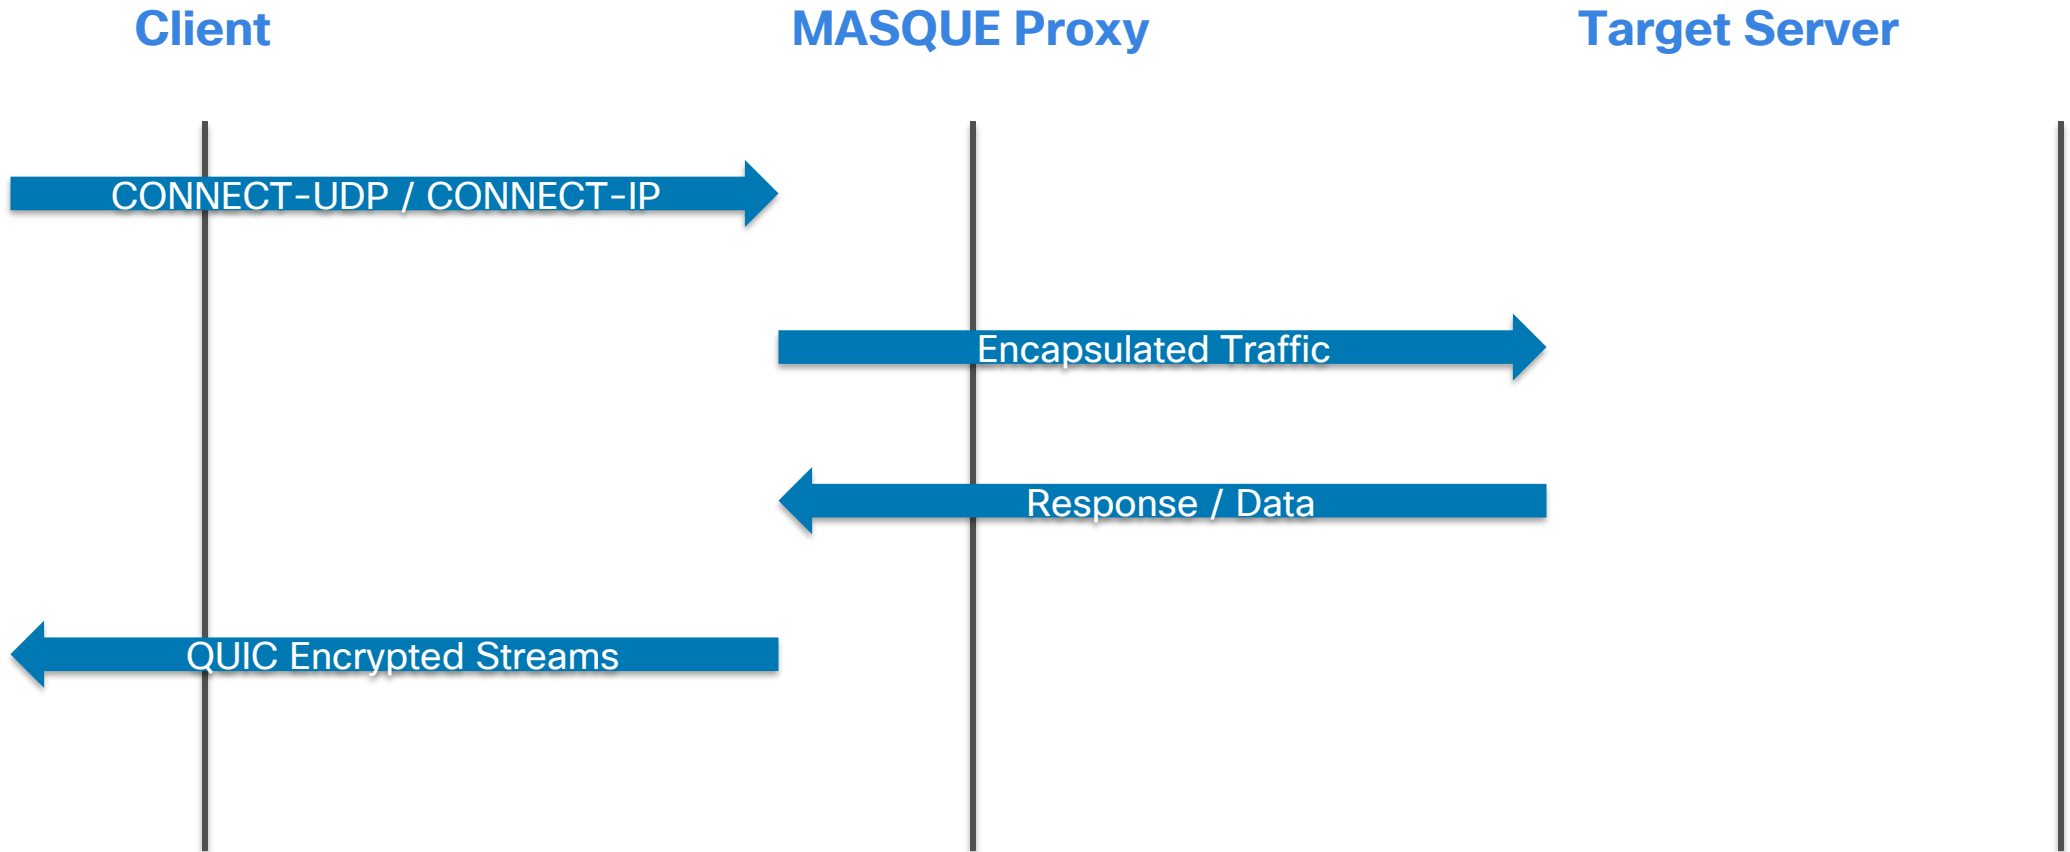 Client
MASQUE Proxy
Target Server
CONNECT-UDP / CONNECT-IP
Encapsulated Traffic
Response / Data
QUIC Encrypted Streams